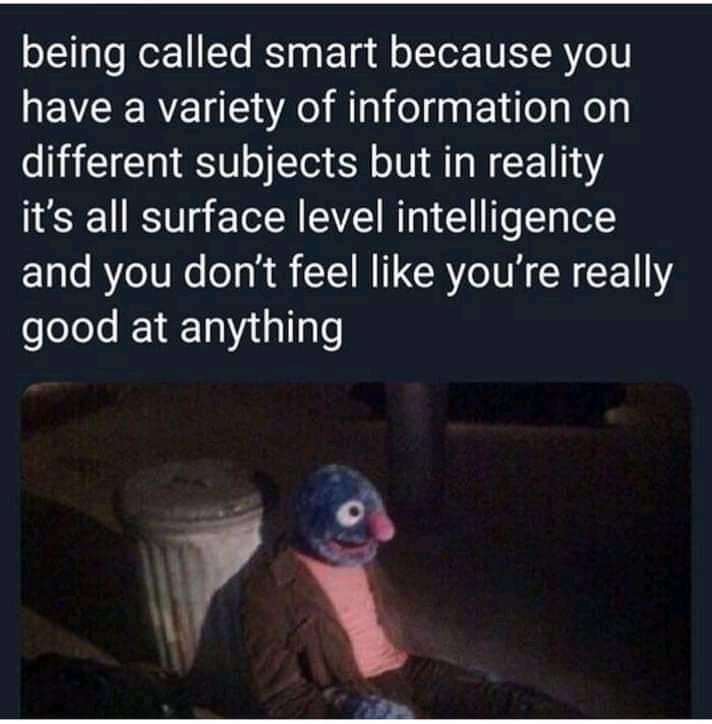 being called smart because you
have a variety of information on
different subjects but in reality
it's all surface level intelligence
and you don't feel like you're really
good at anything